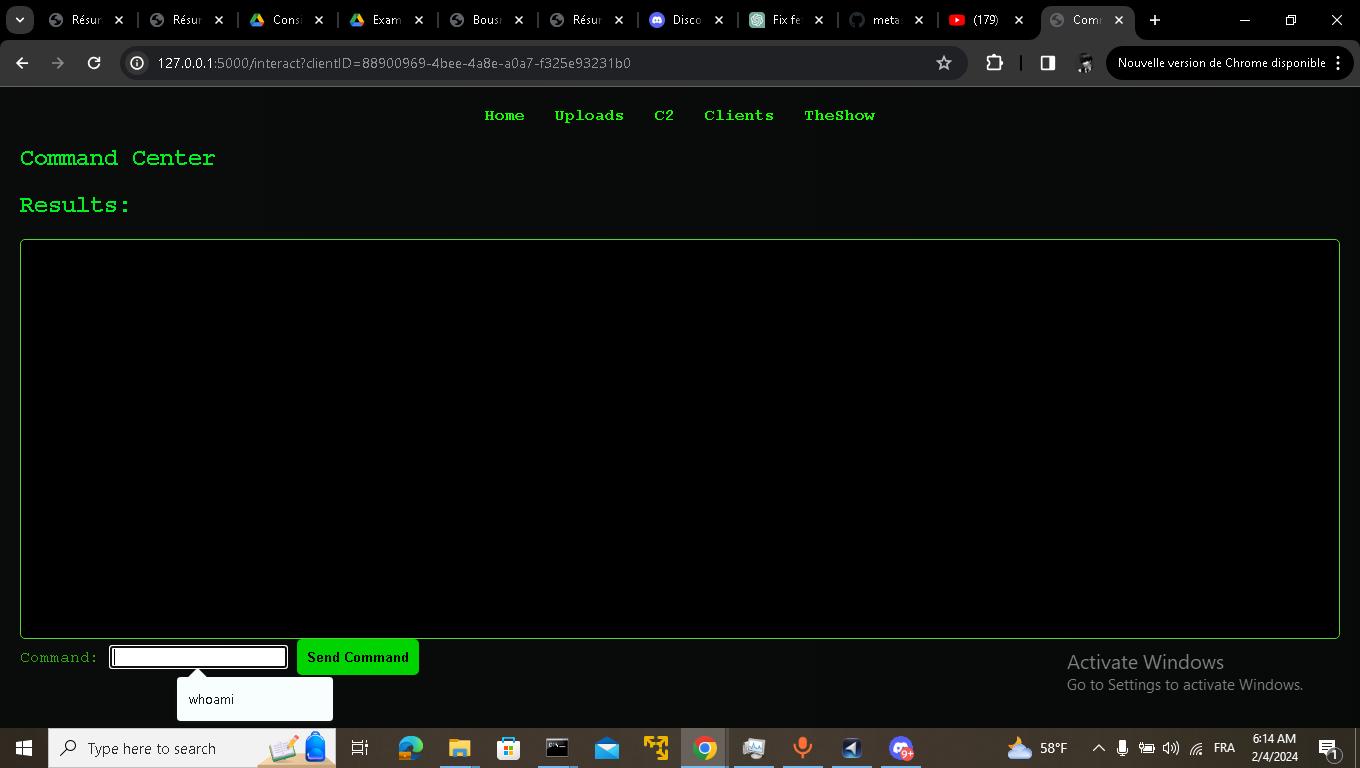 Résur
Résur
Consi
Exam
Bous
Résur
Disco
Fix fe
meta
(179)
Comr
127.0.0.1:5000/interact?clientID=88900969-4bee-4a8e-a0a7-f325e93231b0
Nouvelle version de Chrome disponible
Home Uploads C2 Clients TheShow
Command Center
Results:
Command: Send Command
whoami
Activate Windows
Go to Settings to activate Windows.
Type here to search
9+
58°F
FRA
6:14 AM
2/4/2024
1